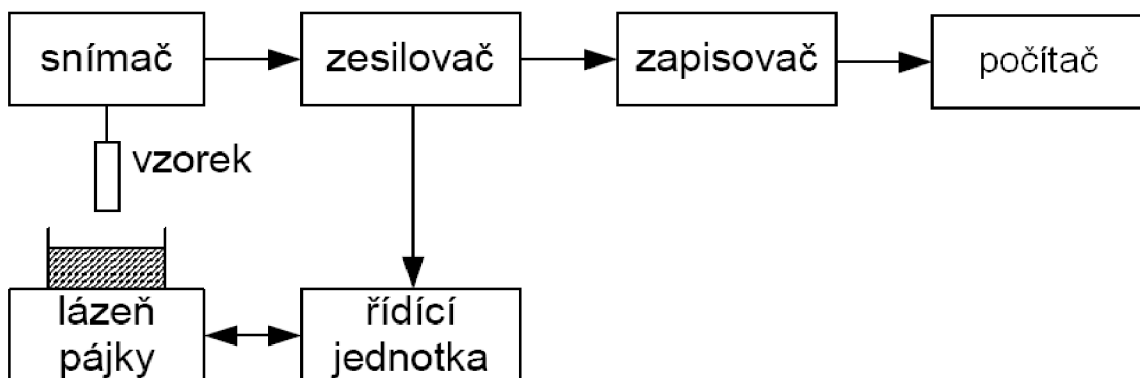 snímač
zesilovač
zapisovač
počítač
vzorek
lázeň
pájky
řídící
jednotka